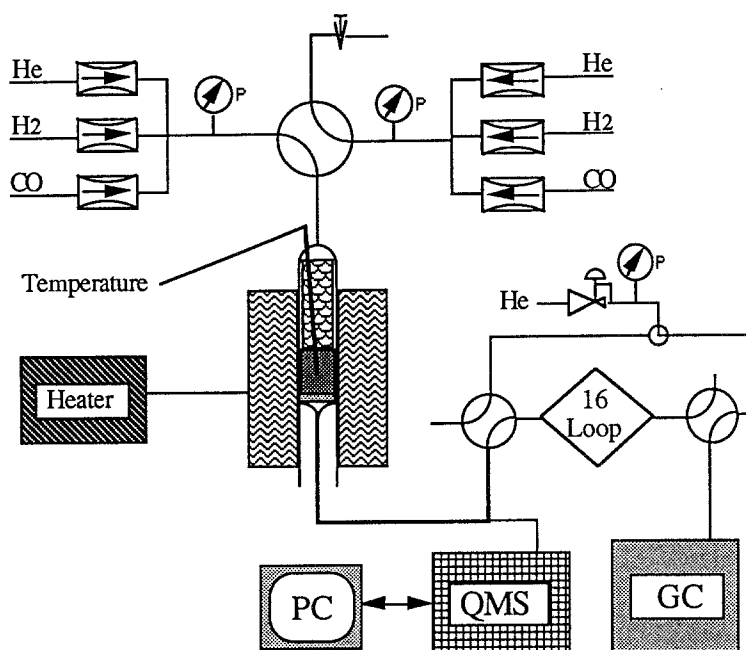 He
He
P
P
H2
H2
CO
CO
Temperature
P
He
Heater
16
Loop
PC
QMS
GC